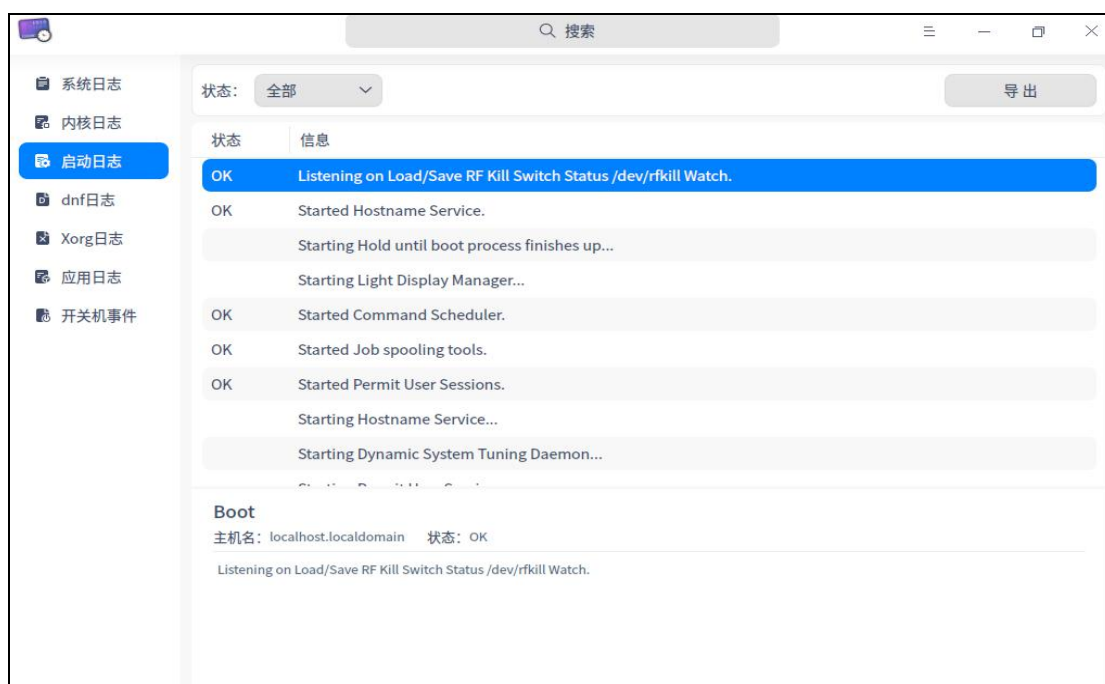 搜索
系统日志
内核日志
启动日志
dnf日志
Xorg日志
应用日志
开关机事件
状态： 全部
导出
状态 信息
OK Listening on Load/Save RF Kill Switch Status /dev/rfkill Watch.
OK Started Hostname Service.
Starting Hold until boot process finishes up...
Starting Light Display Manager...
OK Started Command Scheduler.
OK Started Job spooling tools.
OK Started Permit User Sessions.
Starting Hostname Service...
Starting Dynamic System Tuning Daemon...
Boot
主机名： localhost.localdomain 状态： OK
Listening on Load/Save RF Kill Switch Status /dev/rfkill Watch.